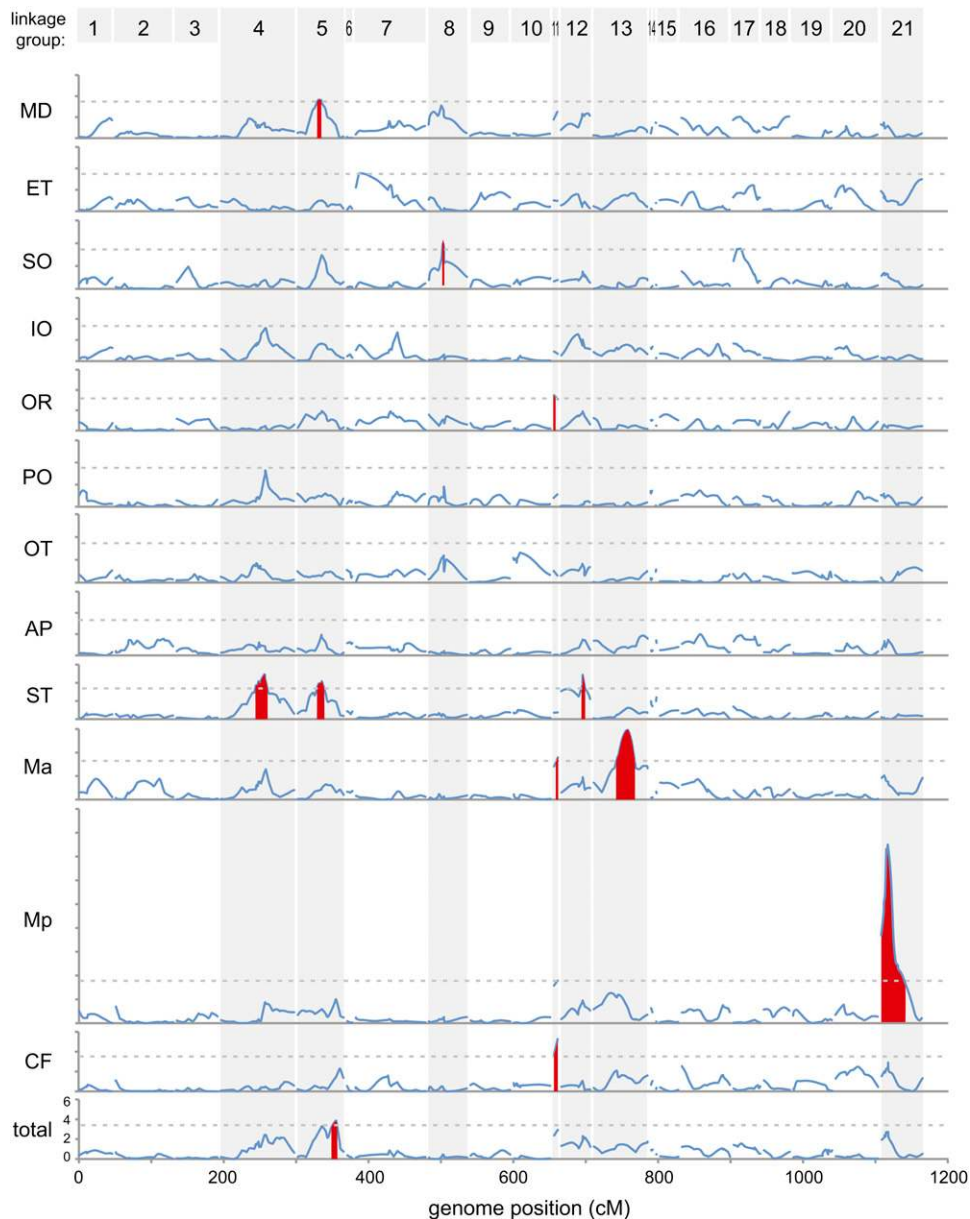 linkage
group:
1 2 3 4 5 6 7 8 9 10 11 12 13 14 15 16 17 18 19 20 21
MD
ET
SO
IO
OR
PO
OT
AP
ST
Ma
Mp
CF
total
6
4
2
0
0 200 400 600 800 1000 1200
genome position (cM)